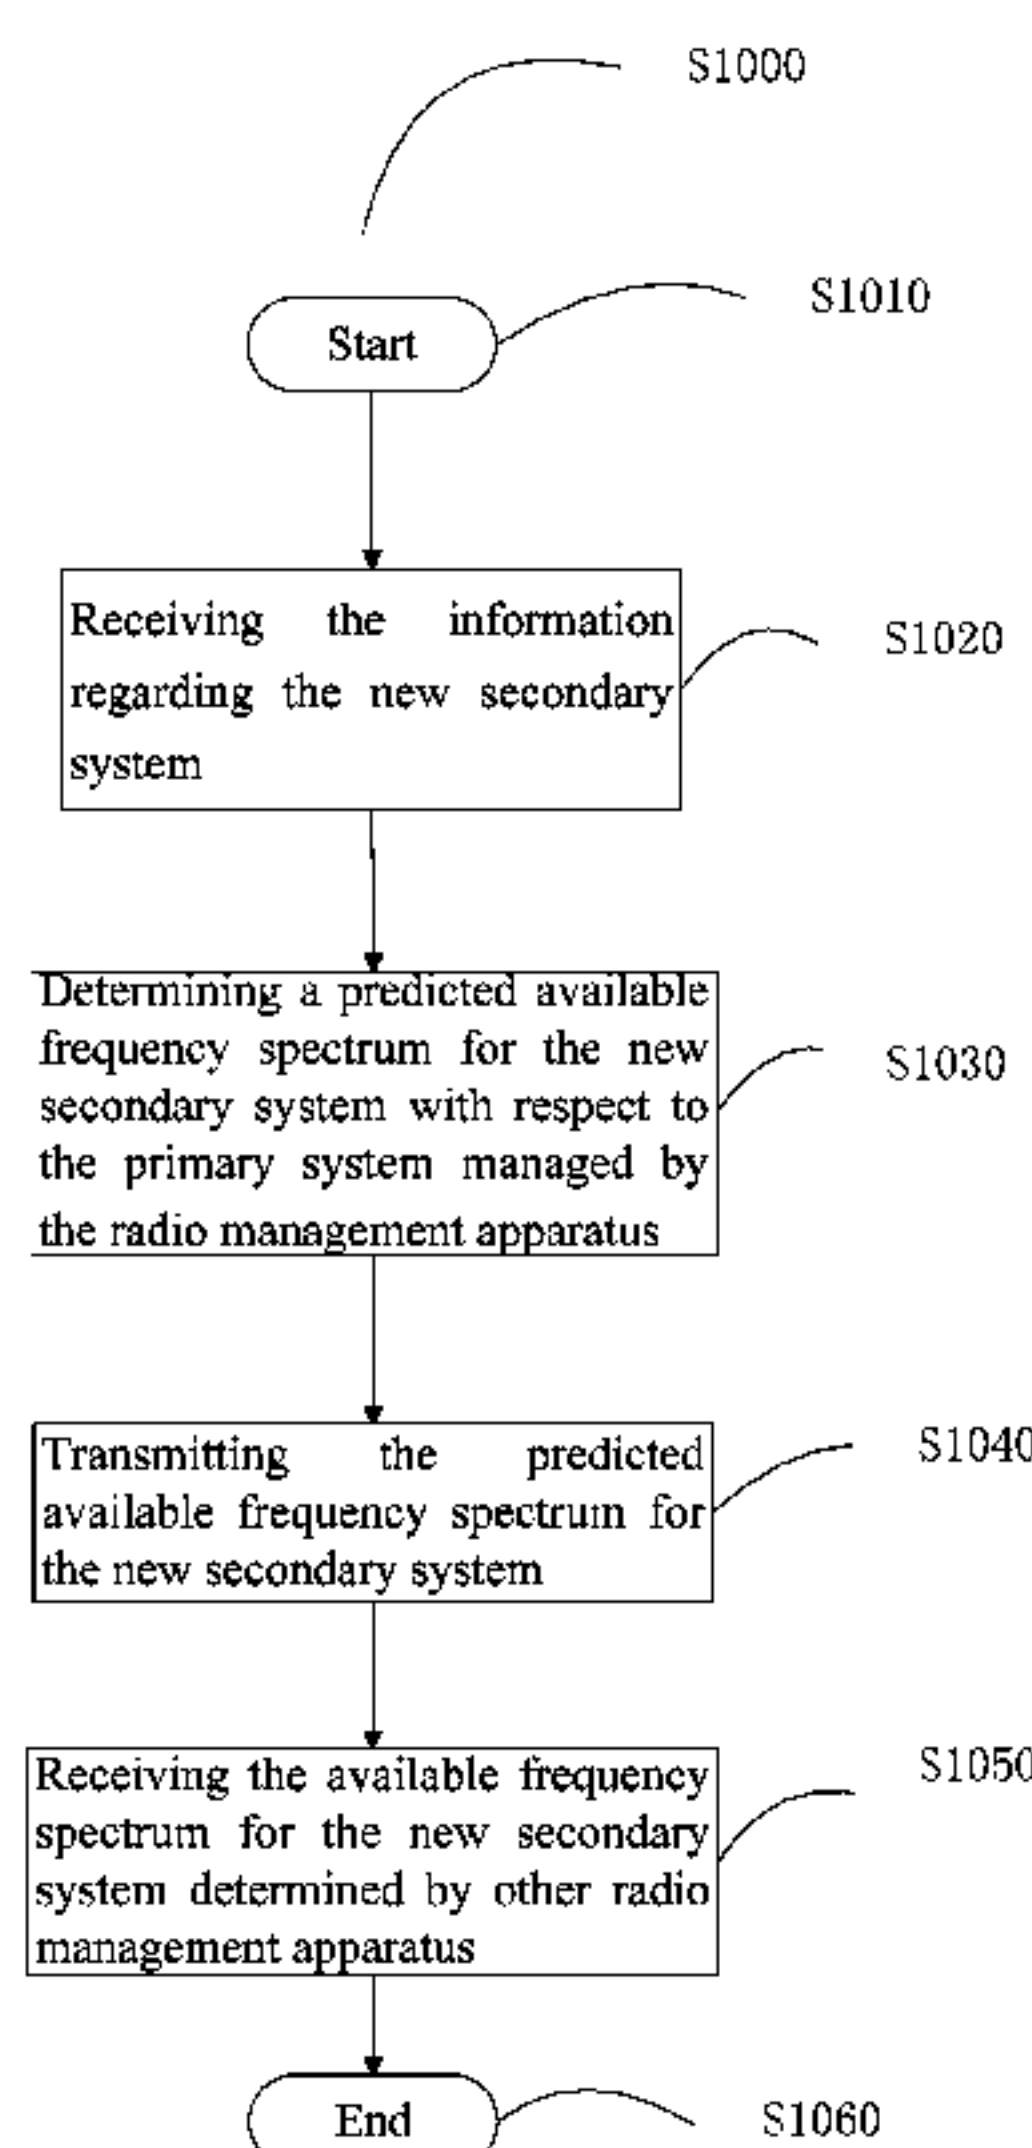 S1000
Start
S1010
Receiving the information
regarding the new secondary
system
S1020
Determining a predicted available
frequency spectrum for the new
secondary system with respect to
the primary system managed by
the radio management apparatus
S1030
Transmitting the predicted
available frequency spectrum for
the new secondary system
S1040
Receiving the available frequency
spectrum for the new secondary
system determined by other radio
management apparatus
S1050
End
S1060